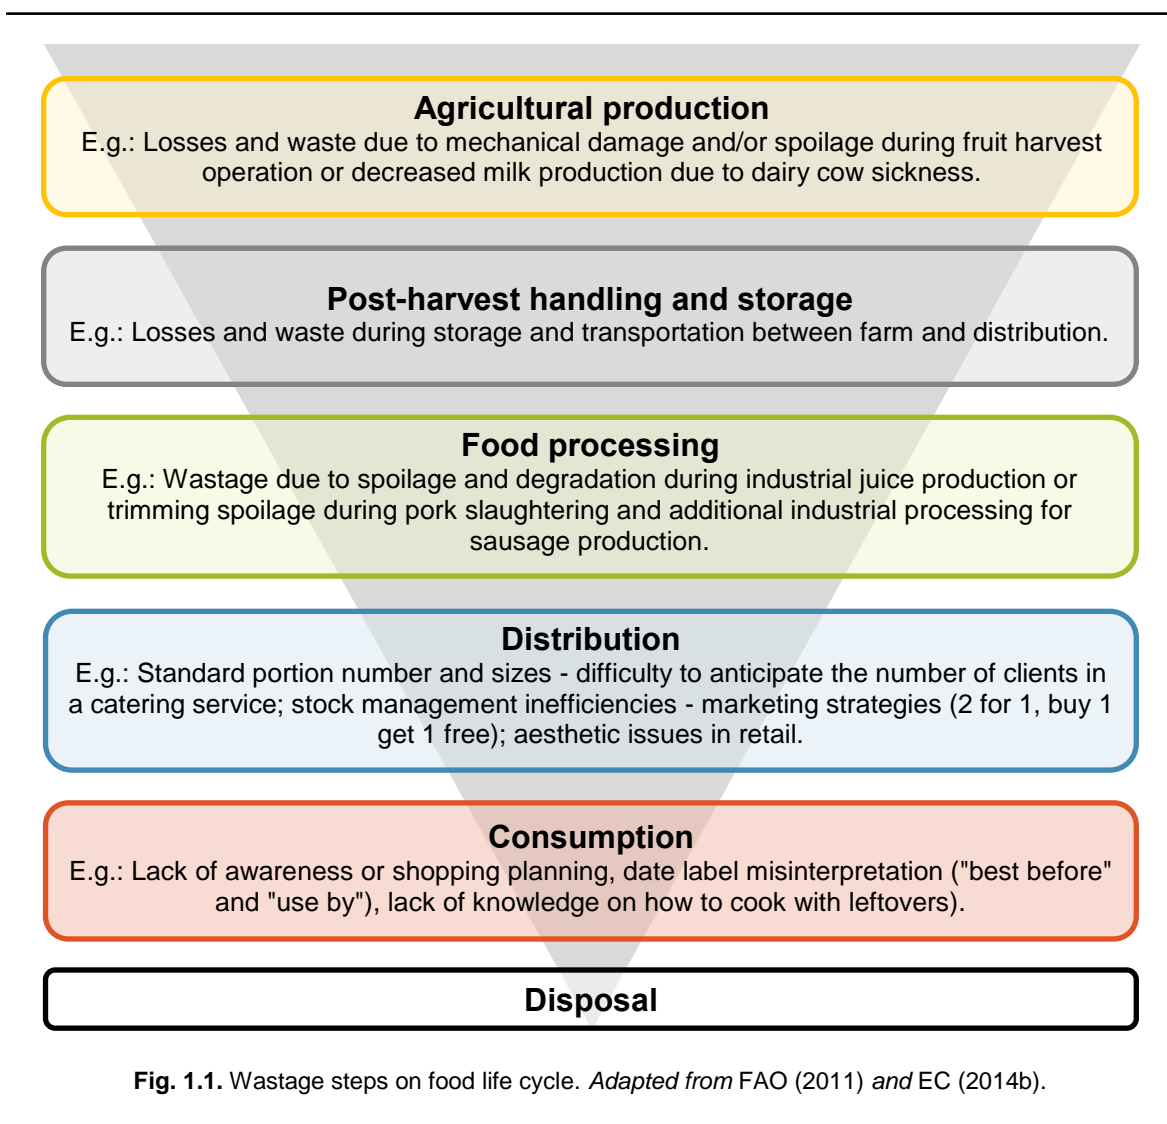 Agricultural production
E.g.: Losses and waste due to mechanical damage and/or spoilage during fruit harvest
operation or decreased milk production due to dairy cow sickness.
Post-harvest handling and storage
E.g.: Losses and waste during storage and transportation between farm and distribution.
Food processing
E.g.: Wastage due to spoilage and degradation during industrial juice production or
trimming spoilage during pork slaughtering and additional industrial processing for
sausage production.
Distribution
E.g.: Standard portion number and sizes - difficulty to anticipate the number of clients in
a catering service; stock management inefficiencies - marketing strategies (2 for 1, buy 1
get 1 free); aesthetic issues in retail.
Consumption
E.g.: Lack of awareness or shopping planning, date label misinterpretation ("best before"
and "use by"), lack of knowledge on how to cook with leftovers).
Disposal
Fig. 1.1. Wastage steps on food life cycle. Adapted from FAO (2011) and EC (2014b).